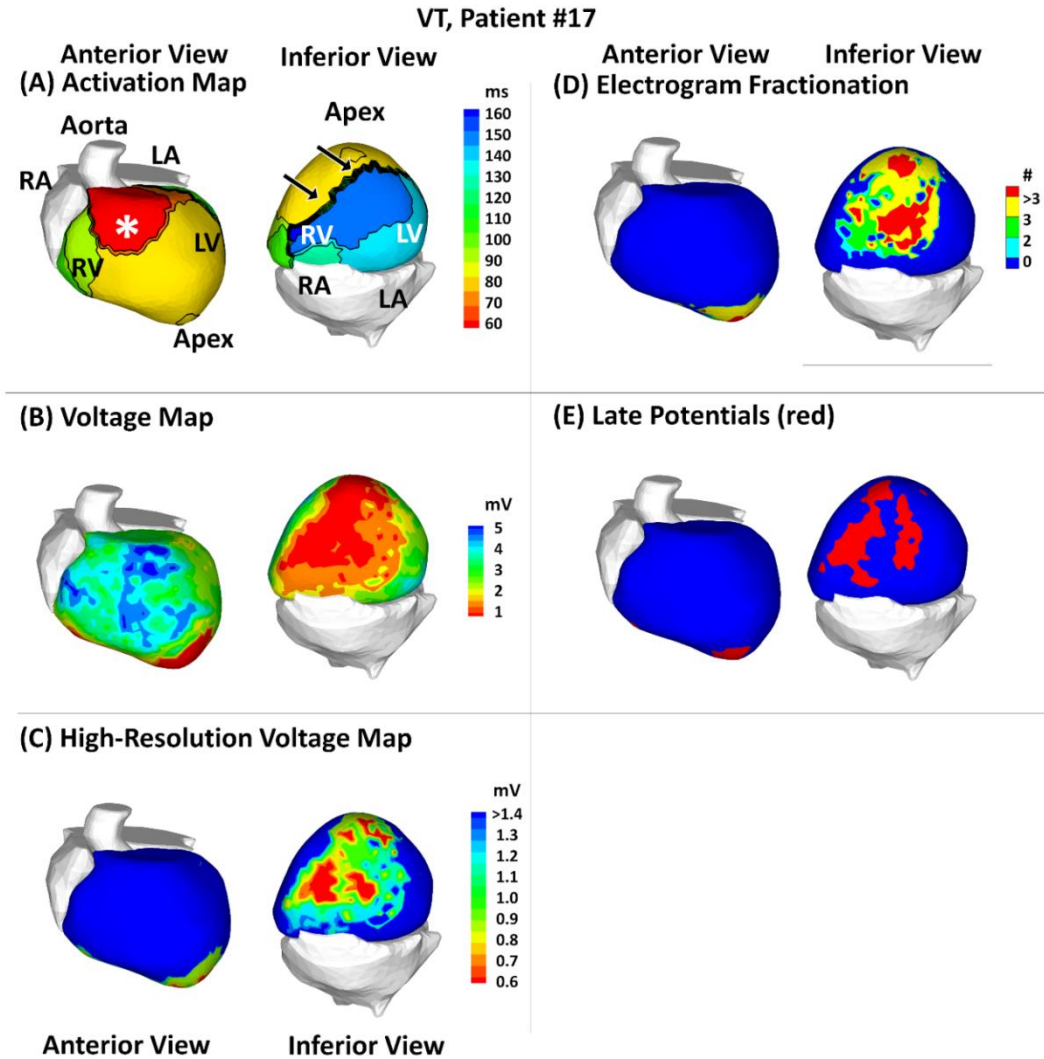 VT, Patient #17
Anterior View
Inferior View
(A) Activation Map
ms
Aorta
Apex
LA
RA
*
LV
RV
Apex
RV
LV
RA
LA
160
150
140
130
120
110
100
90
80
70
60
Anterior View
Inferior View
(D) Electrogram Fractionation
#
>3
3
2
0
(B) Voltage Map
mV
5
4
3
2
1
(E) Late Potentials (red)
(C) High-Resolution Voltage Map
mV
>1.4
1.3
1.2
1.1
1.0
0.9
0.8
0.7
0.6
Anterior View
Inferior View